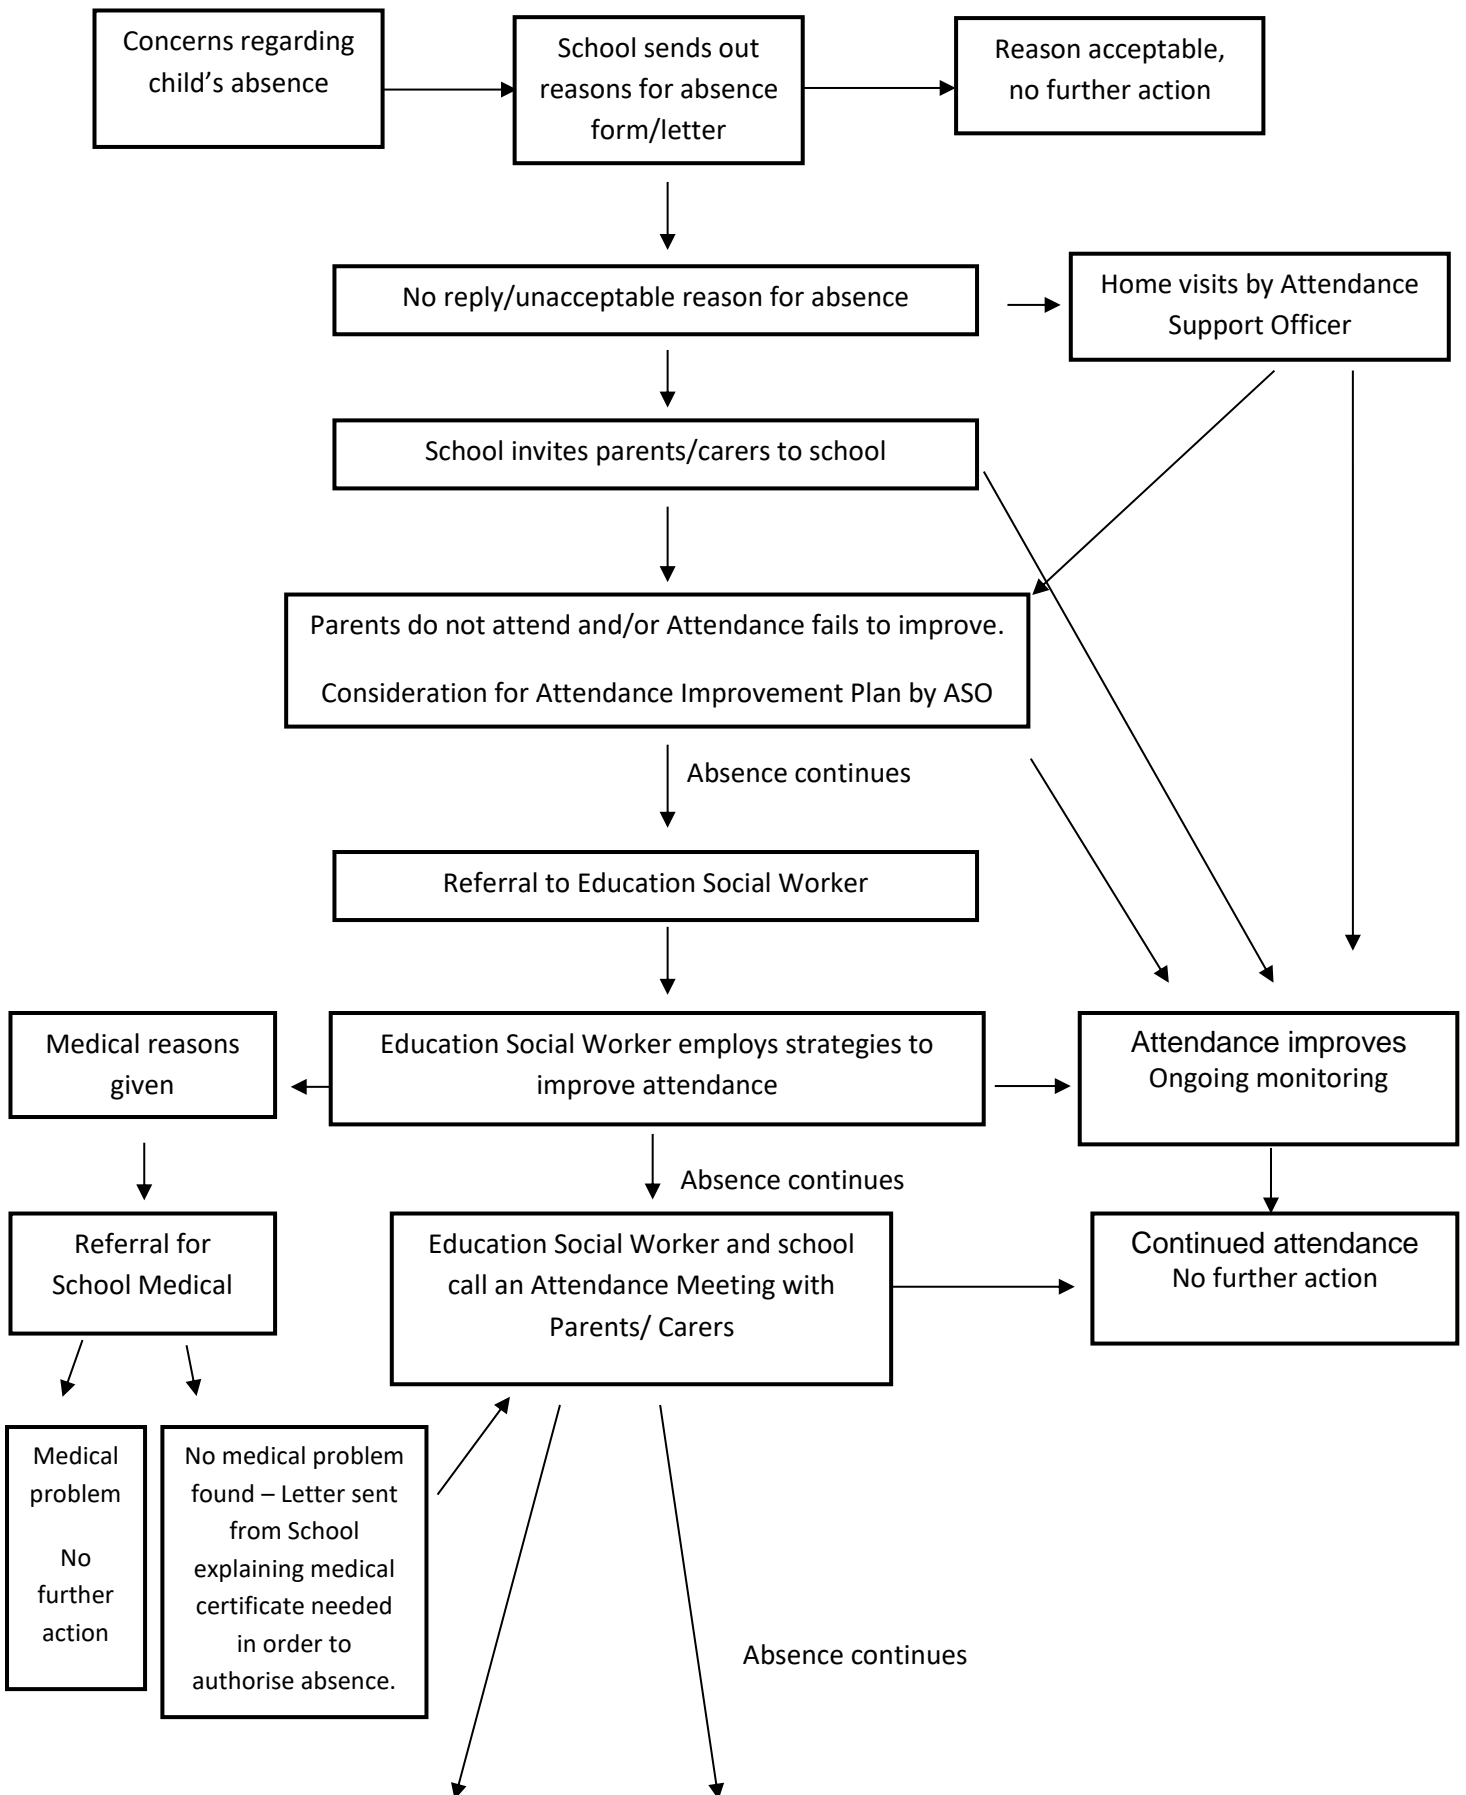 Concerns regarding
child’s absence
School sends out
reasons for absence
form/letter
Reason acceptable,
no further action
No reply/unacceptable reason for absence
Home visits by Attendance
Support Officer
School invites parents/carers to school
Parents do not attend and/or Attendance fails to improve.
Consideration for Attendance Improvement Plan by ASO
Absence continues
Referral to Education Social Worker
Medical reasons
given
Education Social Worker employs strategies to
improve attendance
Attendance improves
Ongoing monitoring
Absence continues
Referral for
School Medical
Education Social Worker and school
call an Attendance Meeting with
Parents/ Carers
Continued attendance
No further action
Medical
problem
No
further
action
No medical problem
found – Letter sent
from School
explaining medical
certificate needed
in order to
authorise absence.
Absence continues